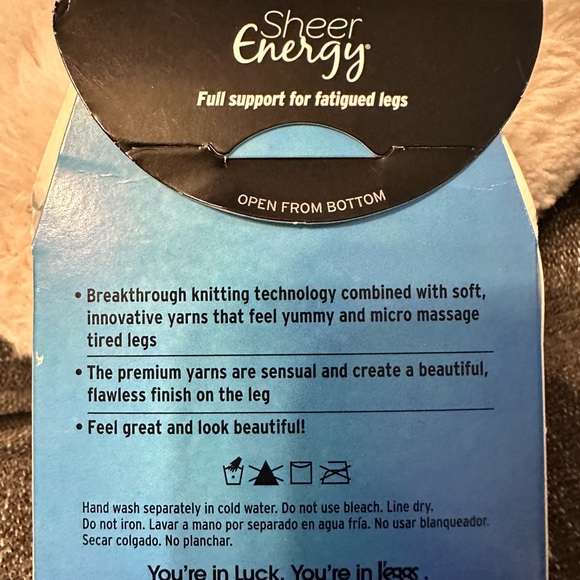 Sheer
Energy®
Full support for fatigued legs
OPEN FROM BOTTOM
• Breakthrough knitting technology combined with soft,
innovative yarns that feel yummy and micro massage
tired legs
• The premium yarns are sensual and create a beautiful,
flawless finish on the leg
• Feel great and look beautiful!
Hand wash separately in cold water. Do not use bleach. Line dry.
Do not iron. Lavar a mano por separado en agua fría. No usar blanqueador.
Secar colgado. No planchar.
You're in Luck. You're in l'eggs.